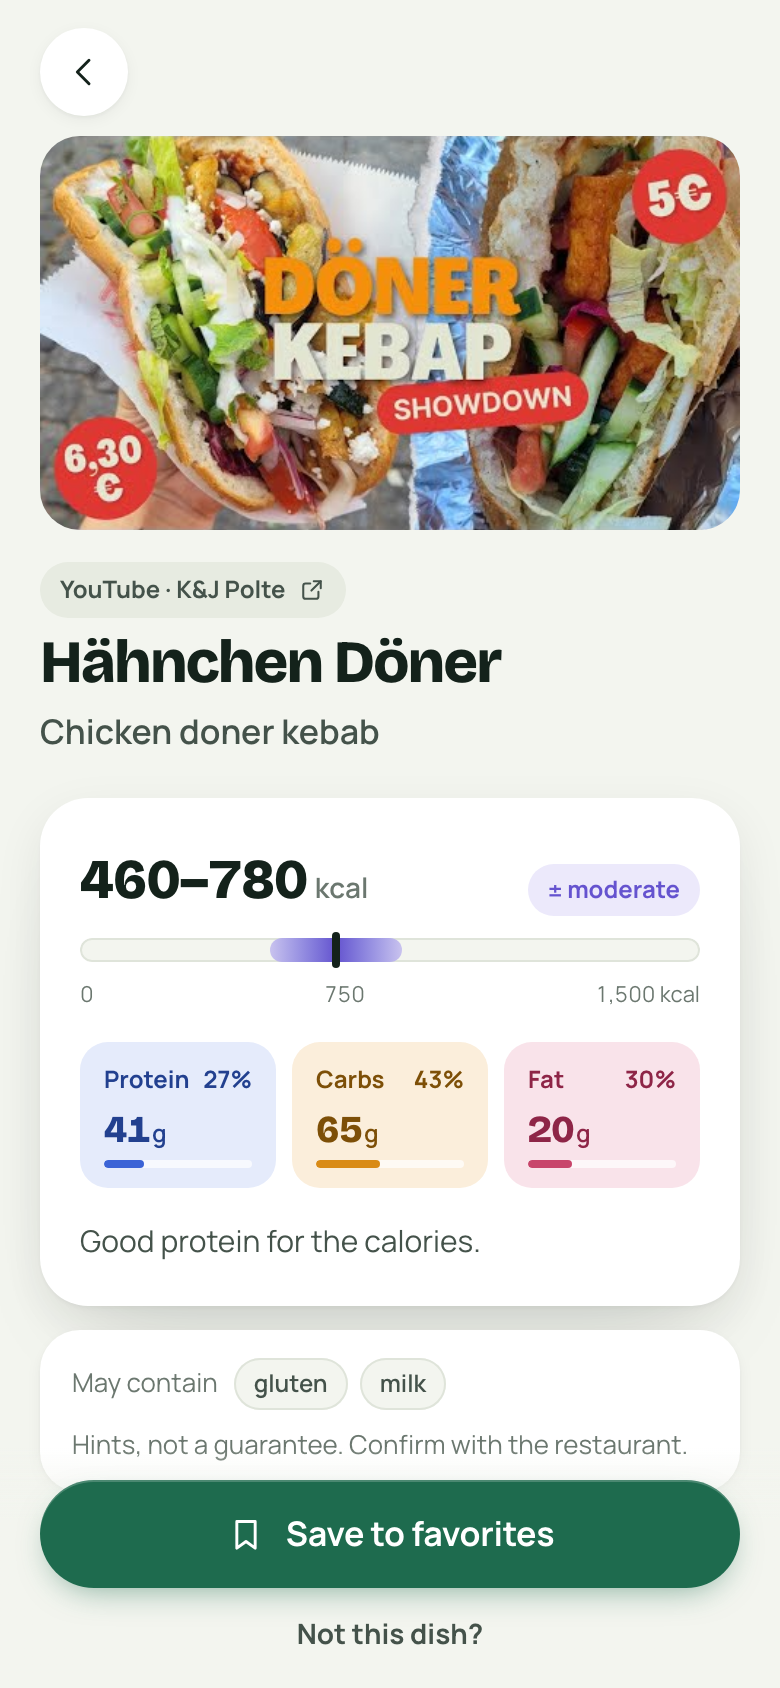 5€
DÖNER
KEBAP
SHOWDOWN
6,30
€
YouTube · K&J Polte
Hähnchen Döner
Chicken doner kebab
460–780 kcal
± moderate
0 750 1,500 kcal
Protein 27%
41g
Carbs 43%
65g
Fat 30%
20g
Good protein for the calories.
May contain gluten milk
Hints, not a guarantee. Confirm with the restaurant.
Save to favorites
Not this dish?